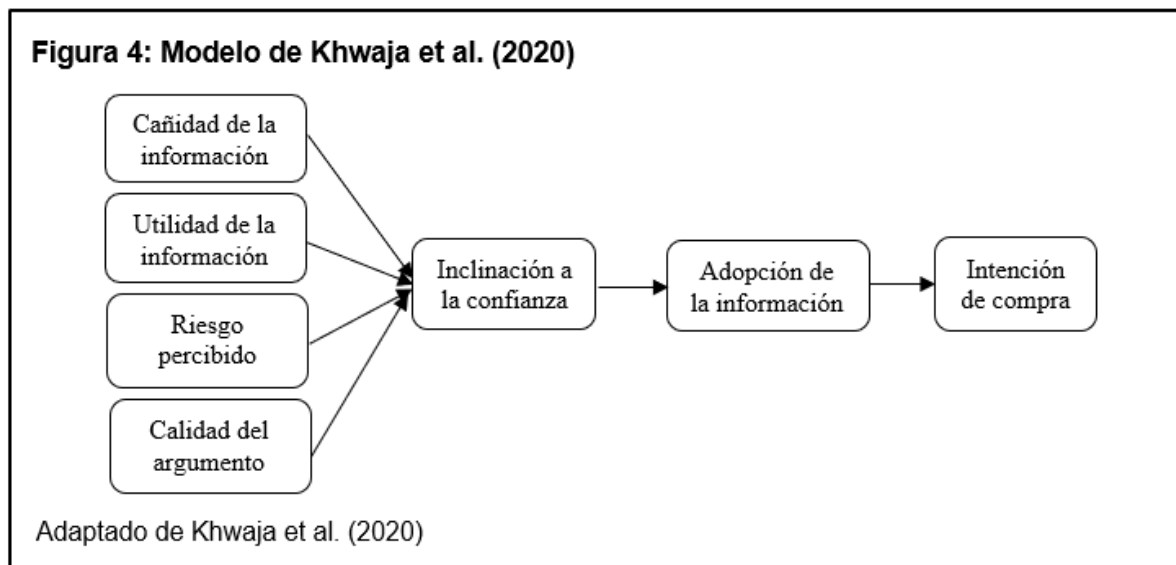 Figura 4: Modelo de Khwaja et al. (2020)
Cañidad de la
información
Utilidad de la
información
Riesgo
percibido
Calidad del
argumento
Inclinación a
la confíanza
Adopción de
la información
Intención
de compra
Adaptado de Khwaja et al. (2020)